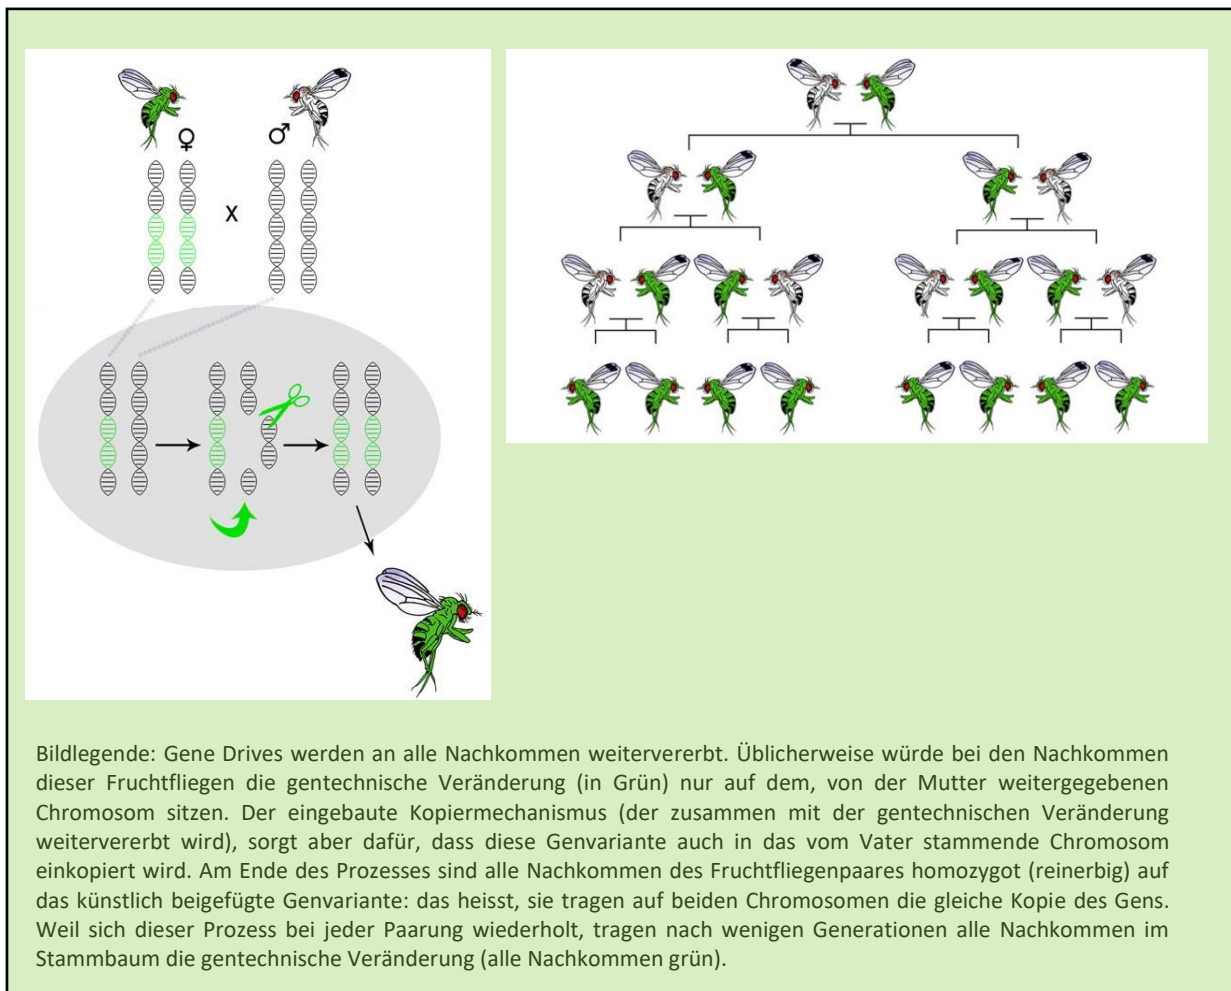 ♀ ♂
X
Bildlegende: Gene Drives werden an alle Nachkommen weitervererbt. Üblicherweise würde bei den Nachkommen
dieser Fruchtfliegen die gentechnische Veränderung (in Grün) nur auf dem, von der Mutter weitergegebenen
Chromosom sitzen. Der eingebaute Kopiermechanismus (der zusammen mit der gentechnischen Veränderung
weitervererbt wird), sorgt aber dafür, dass diese Genvariante auch in das vom Vater stammende Chromosom
einkopiert wird. Am Ende des Prozesses sind alle Nachkommen des Fruchtfliegenpaares homozygot (reinerbig) auf
das künstlich beigefügte Genvariante: das heisst, sie tragen auf beiden Chromosomen die gleiche Kopie des Gens.
Weil sich dieser Prozess bei jeder Paarung wiederholt, tragen nach wenigen Generationen alle Nachkommen im
Stammbaum die gentechnische Veränderung (alle Nachkommen grün).